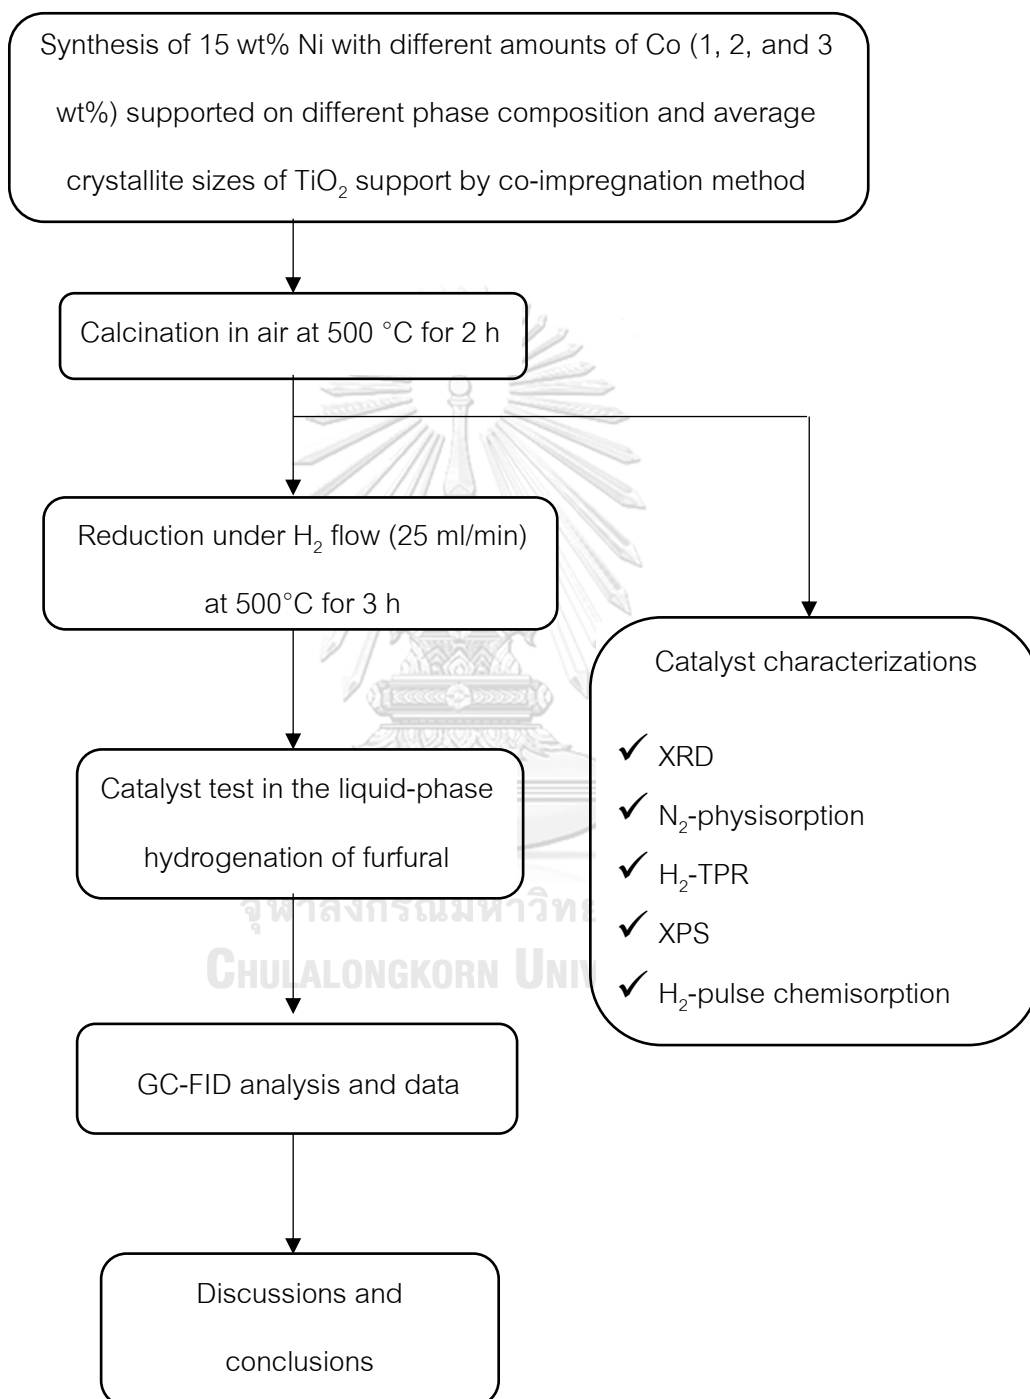 Synthesis of 15 wt% Ni with different amounts of Co (1, 2, and 3
wt%) supported on different phase composition and average
crystallite sizes of TiO₂ support by co-impregnation method
Calcination in air at 500 °C for 2 h
Reduction under H₂ flow (25 ml/min)
at 500°C for 3 h
Catalyst characterizations
✓ XRD
✓ N₂-physisorption
✓ H₂-TPR
✓ XPS
✓ H₂-pulse chemisorption
Catalyst test in the liquid-phase
hydrogenation of furfural
จุฬาลงกรณ์มหาวิทย
CHULALONGKORN UNIV
GC-FID analysis and data
Discussions and
conclusions